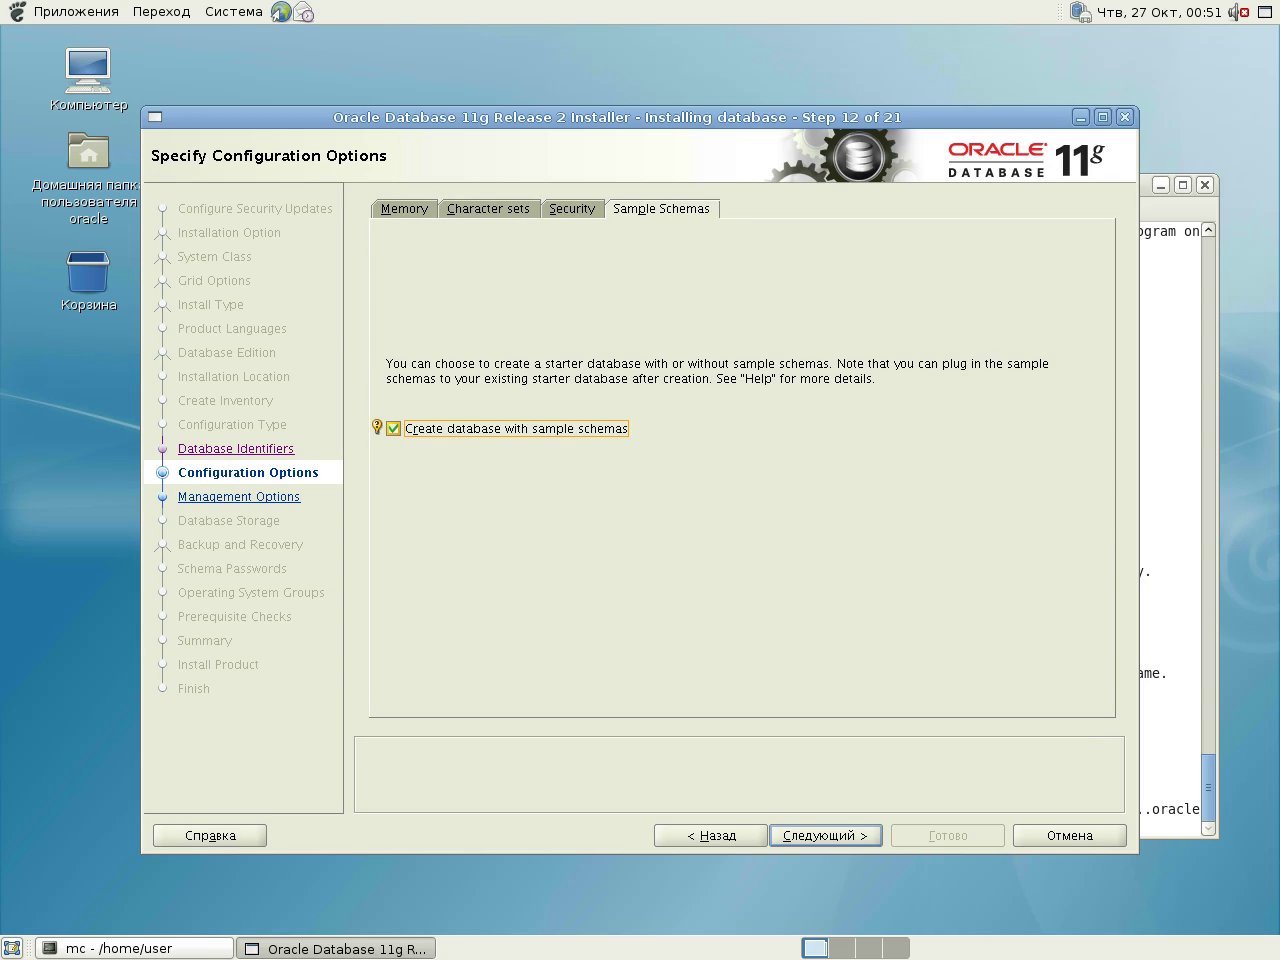 Приложения Переход Система
Чтв, 27 Окт, 00:51
Компьютер
Домашняя папк
пользователя
oracle
Корзина
Oracle Database 11g Release 2 Installer - Installing database - Step 12 of 21
Specify Configuration Options
ORACLE
DATABASE
11g
Configure Security Updates
Installation Option
System Class
Grid Options
Install Type
Product Languages
Database Edition
Installation Location
Create Inventory
Configuration Type
Database Identifiers
Configuration Options
Management Options
Database Storage
Backup and Recovery
Schema Passwords
Operating System Groups
Prerequisite Checks
Summary
Install Product
Finish
Memory Character sets Security Sample Schemas
You can choose to create a starter database with or without sample schemas. Note that you can plug in the sample
schemas to your existing starter database after creation. See "Help" for more details.
Create database with sample schemas
Справка
< Назад
Следующий >
Готово
Отмена
ogram on
y.
ame.
..oracle
mc - /home/user
Oracle Database 11g R...